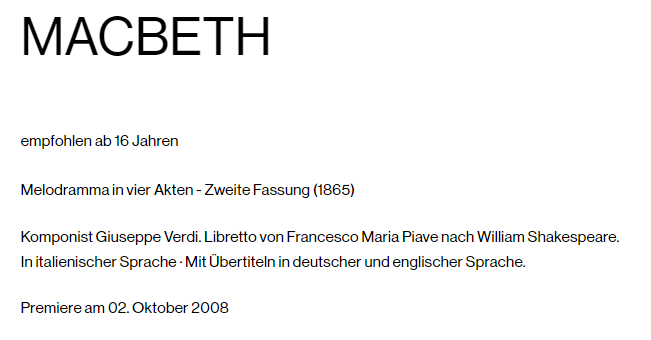 MACBETH
empfohlen ab 16 Jahren
Melodramma in vier Akten - Zweite Fassung (1865)
Komponist Giuseppe Verdi. Libretto von Francesco Maria Piave nach William Shakespeare.
In italienischer Sprache · Mit Übertiteln in deutscher und englischer Sprache.
Premiere am 02. Oktober 2008